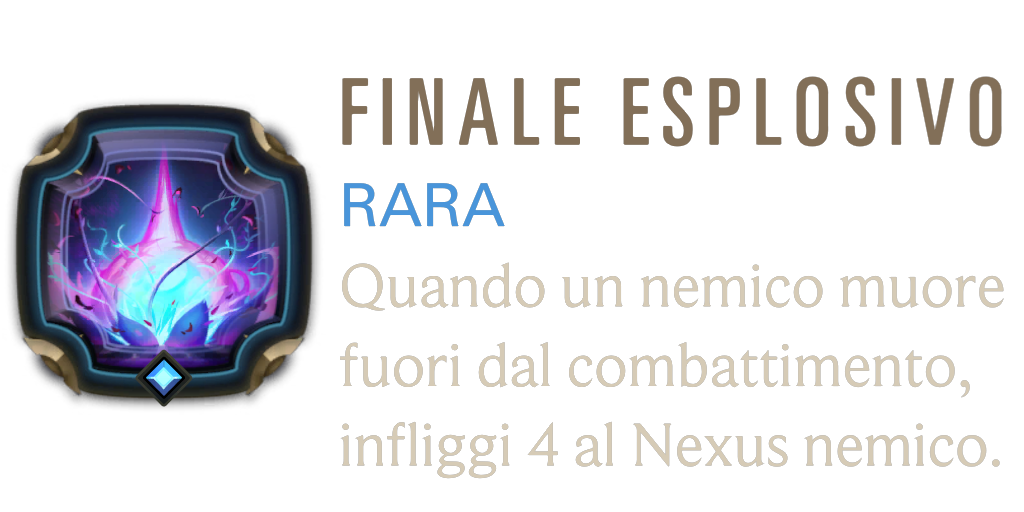 FINALE ESPLOSIVO
RARA
Quando un nemico muore
fuori dal combattimento,
infliggi 4 al Nexus nemico.